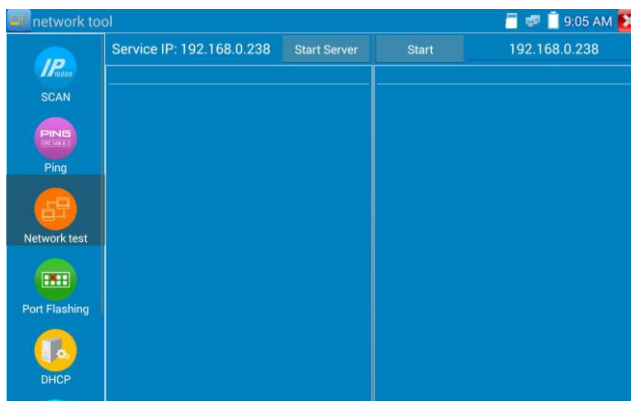 network tool
9:05 AM
Service IP: 192.168.0.238
Start Server
Start
192.168.0.238
IP
SCAN
PING
Ping
Network test
Port Flashing
DHCP